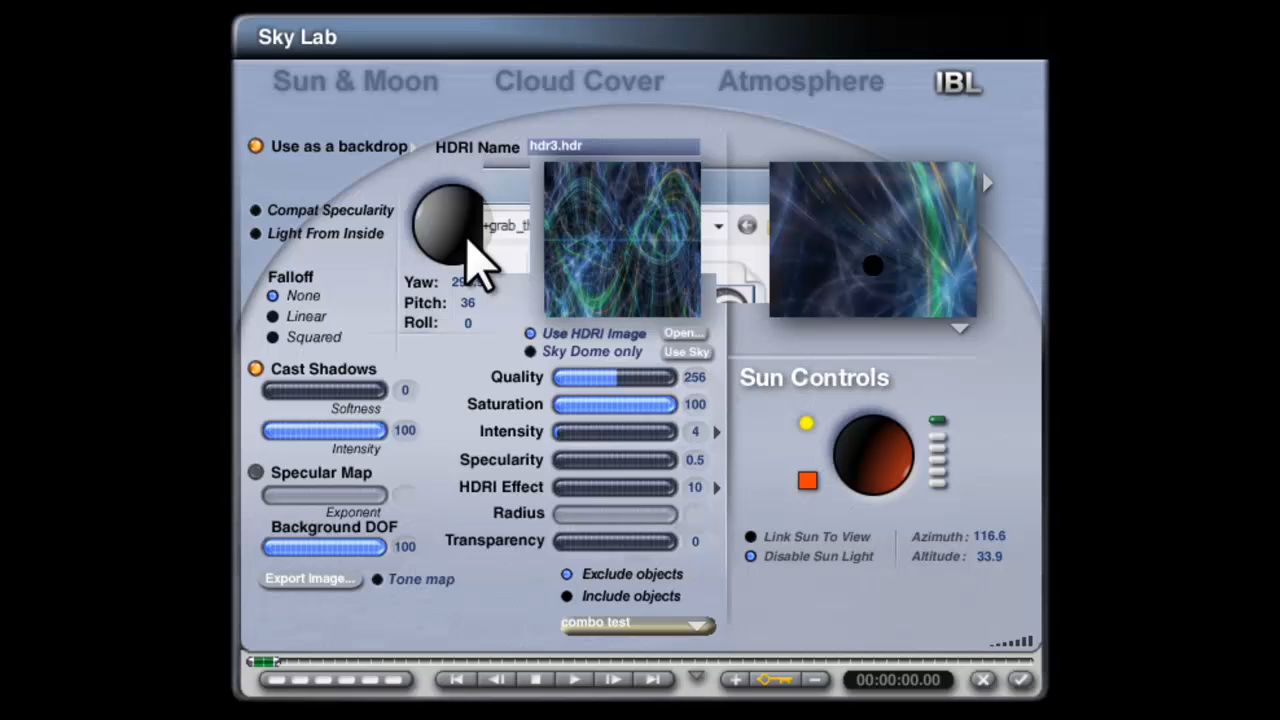 Sky Lab
Sun & Moon Cloud Cover Atmosphere IBL
Use as a backdrop
HDRI Name hdr3.hdr
Compat Specularity
Light From Inside
Falloff
None
Linear
Squared
Yaw:
Pitch: 36
Roll: 0
Use HDRI Image Open...
Sky Dome only Use Sky
Cast Shadows
0
Softness
100
Intensity
Specular Map
Exponent
Background DOF
100
Export Image... Tone map
Quality 256
Saturation 100
Intensity 4
Specularity 0.5
HDRI Effect 10
Radius
Transparency 0
Exclude objects
Include objects
combo test
Sun Controls
Link Sun To View
Disable Sun Light
Azimuth: 116.6
Altitude: 33.9
00:00:00.00